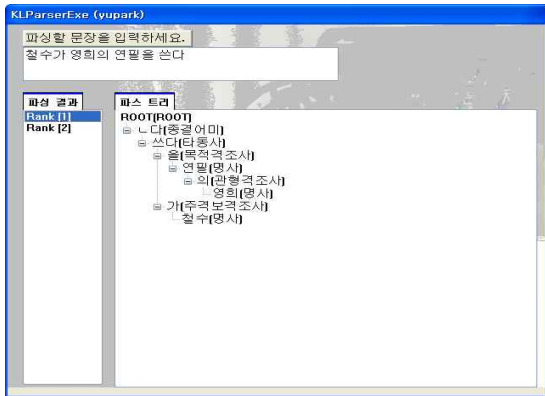 KLParserExe (yupark)
파싱할 문장을 입력하세요.
철수가 영희의 연필을 쓴다
파싱 결과
파스 트리
Rank [1]
Rank [2]
ROOT(ROOT)
ㄴ다(종결어미)
쓰다(타동사)
을(목적격조사)
연필(명사)
의(관형격조사)
영희(명사)
가(주격보격조사)
철수(명사)